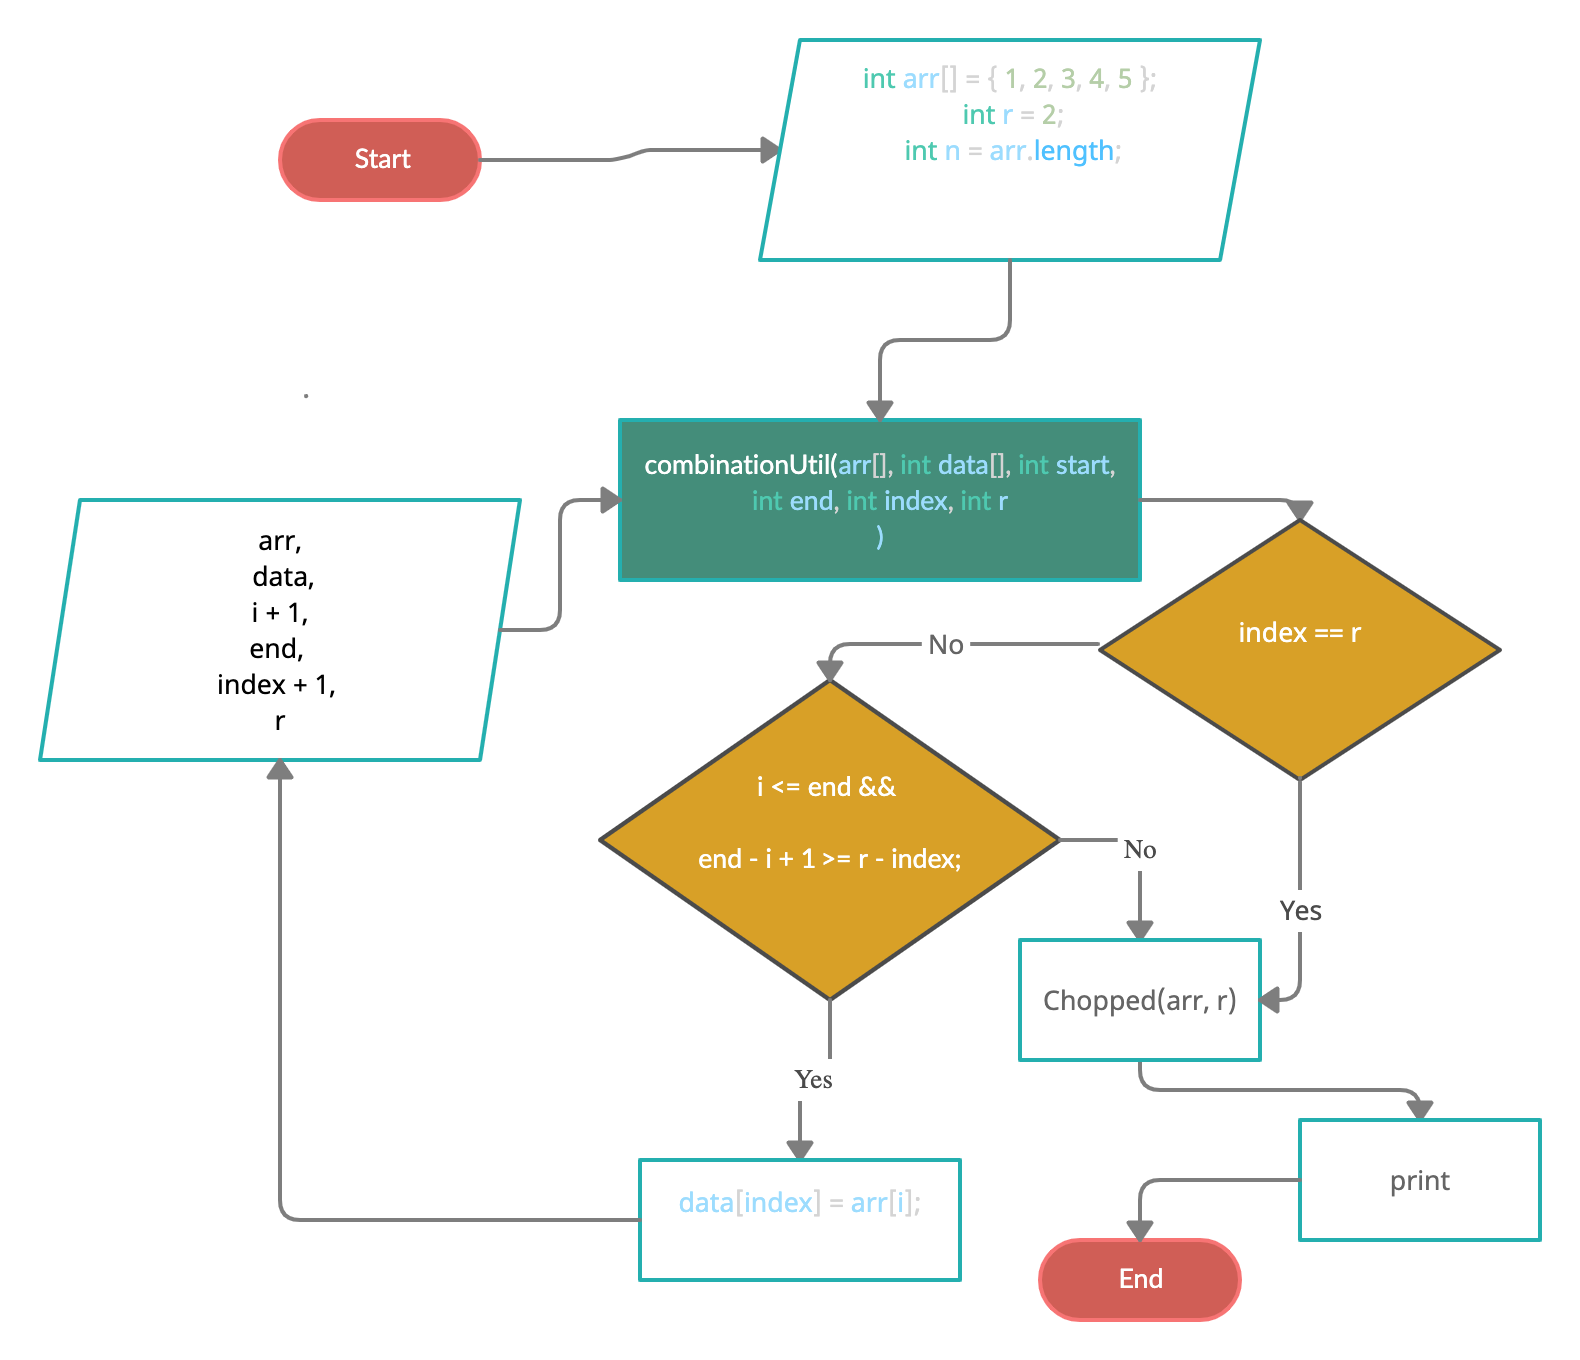 Start
int arr[] = { 1, 2, 3, 4, 5 };
int r = 2;
int n = arr.length;
combinationUtil(arr[], int data[], int start,
int end, int index, int r
)
arr,
data,
i + 1,
end,
index + 1,
r
index == r
No
i <= end &&
end - i + 1 >= r - index;
No
Yes
Chopped(arr, r)
Yes
print
data[index] = arr[i];
End